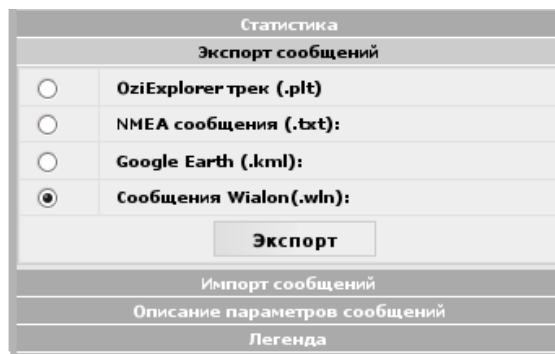 Статистика
Экспорт сообщений
OziExplorer трек (.plt)
NMEA сообщения (.txt):
Google Earth (.kml):
Сообщения Wialon(.wln):
Экспорт
Импорт сообщений
Описание параметров сообщений
Легенда